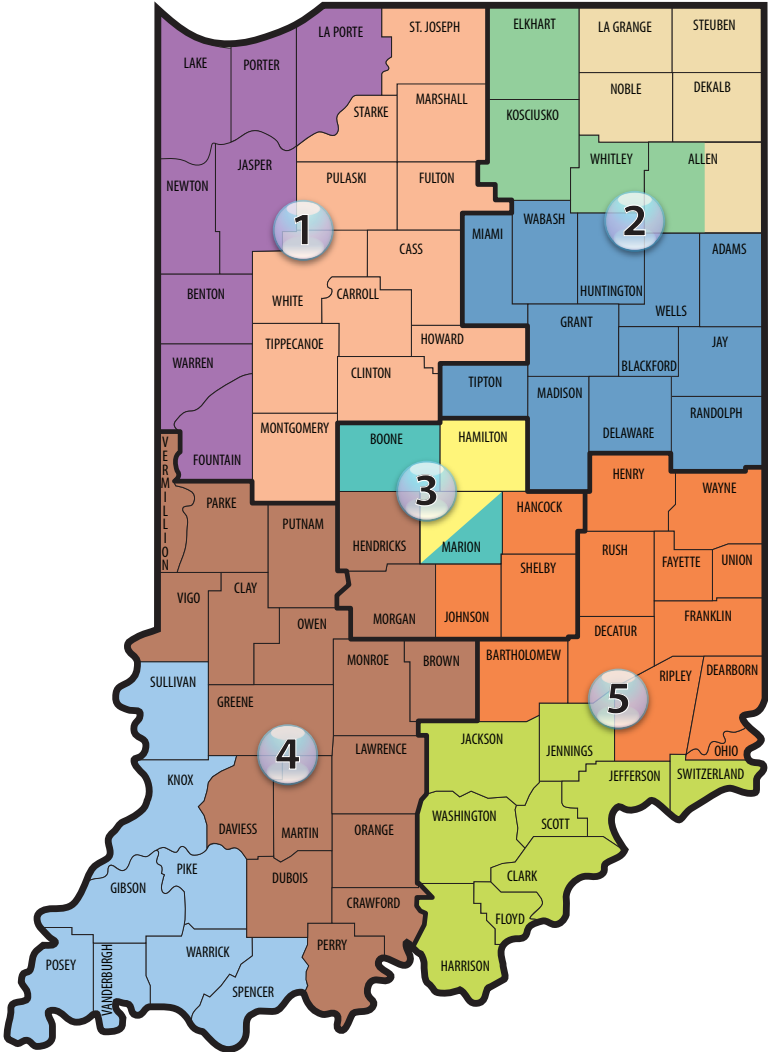 LA PORTE
ST. JOSEPH
ELKHART
LA GRANGE
STEUBEN
LAKE
PORTER
NOBLE
DEKALB
MARSHALL
STARKE
KOSCIUSKO
WHITLEY
ALLEN
JASPER
NEWTON
PULASKI
FULTON
1
2
WABASH
MIAMI
CASS
ADAMS
BENTON
WHITE
CARROLL
HUNTINGTON
WELLS
GRANT
TIPPECANOE
HOWARD
JAY
WARREN
BLACKFORD
CLINTON
TIPTON
MADISON
RANDOLPH
MONTGOMERY
BOONE
HAMILTON
DELAWARE
VERMILLION
FOUNTAIN
HENRY
3
WAYNE
PARKE
HANCOCK
PUTNAM
HENDRICKS
MARION
RUSH
FAYETTE
UNION
SHELBY
VIGO
CLAY
OWEN
MORGAN
JOHNSON
FRANKLIN
DECATUR
MONROE
BROWN
BARTHOLOMEW
SULLIVAN
RIPLEY
DEARBORN
GREENE
5
4
LAWRENCE
JACKSON
JENNINGS
OHIO
KNOX
JEFFERSON
SWITZERLAND
DAVIESS
MARTIN
ORANGE
WASHINGTON
SCOTT
PIKE
DUBOIS
CLARK
GIBSON
CRAWFORD
FLOYD
PERRY
WARRICK
POSEY
VANDERBURGH
HARRISON
SPENCER